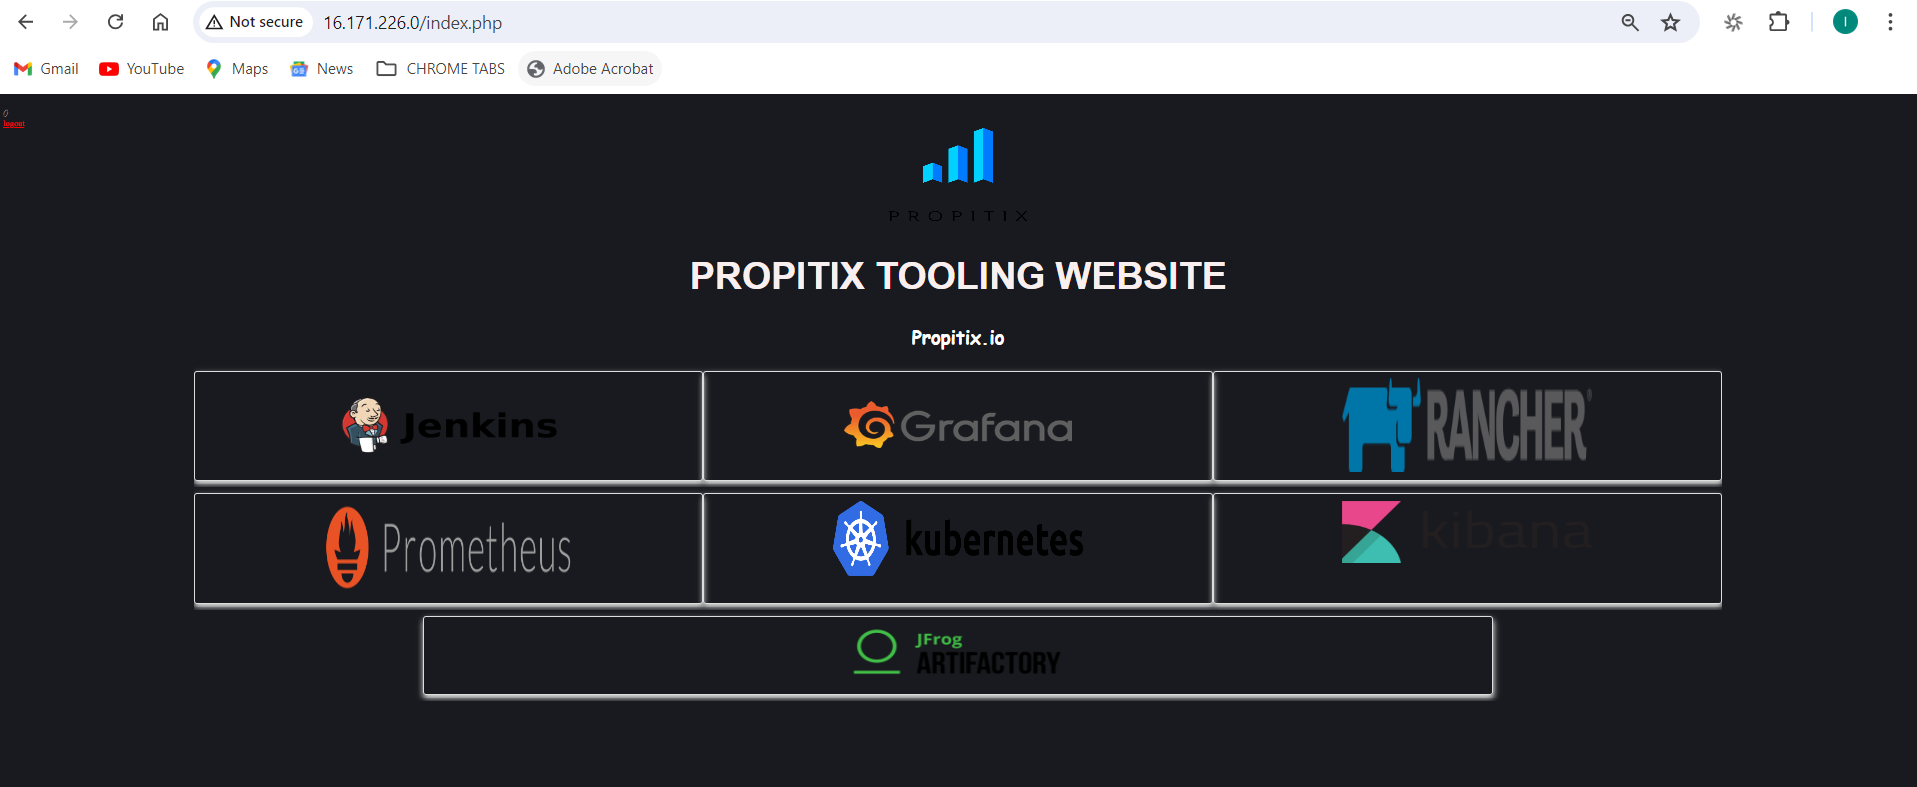 Not secure 16.171.226.0/index.php I
Gmail YouTube Maps News CHROME TABS Adobe Acrobat
()
logout
PROPITIX
PROPITIX TOOLING WEBSITE
Propitix.io
Jenkins Grafana RANCHER®
Prometheus kubernetes kibana
JFrog
ARTIFACTORY